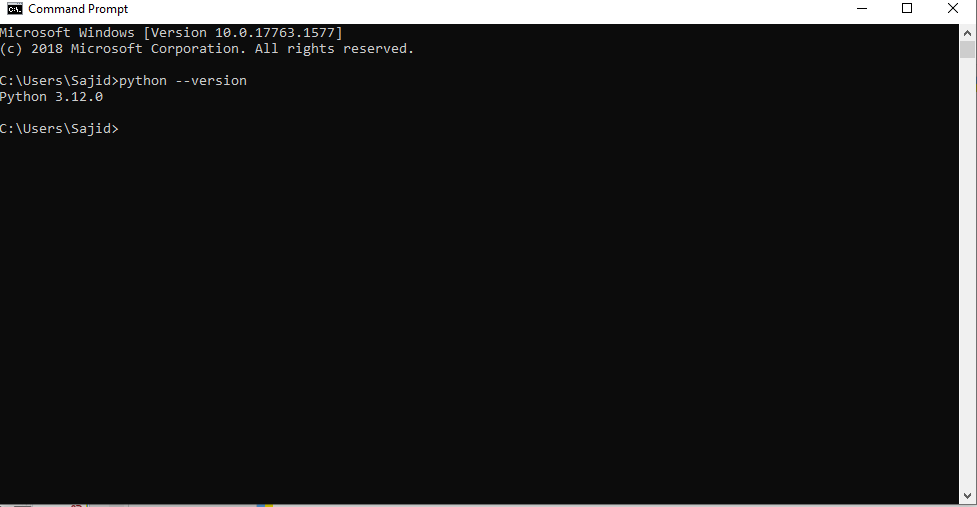 Command Prompt
Microsoft Windows [Version 10.0.17763.1577]
(c) 2018 Microsoft Corporation. All rights reserved.
C:\Users\Sajid>python --version
Python 3.12.0
C:\Users\Sajid>